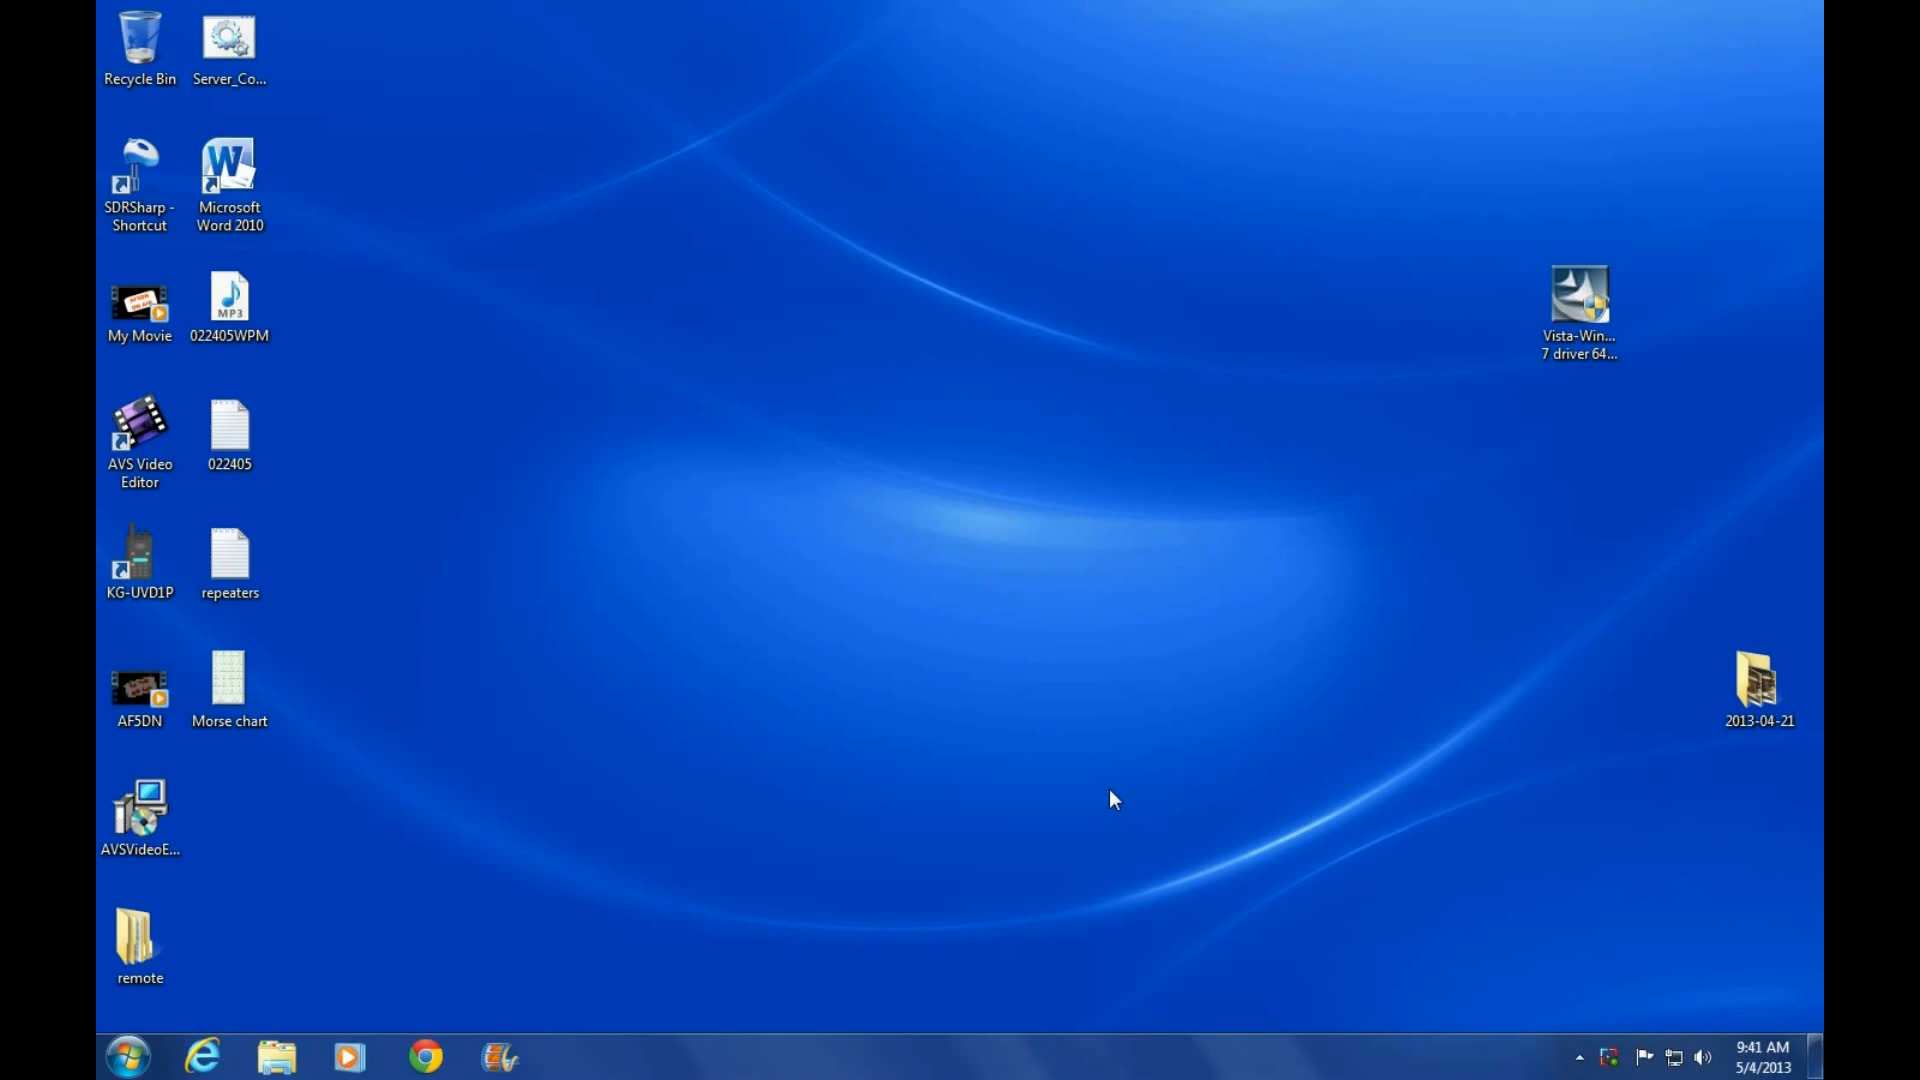 Recycle Bin
Server_Co...
SDRSharp -
Shortcut
Microsoft
Word 2010
My Movie
MP3
022405WPM
AVS Video
Editor
022405
KG-UVD1P
repeaters
AF5DN
Morse chart
AVSVideoE...
remote
Vista-Win...
7 driver 64...
2013-04-21
9:41 AM
5/4/2013